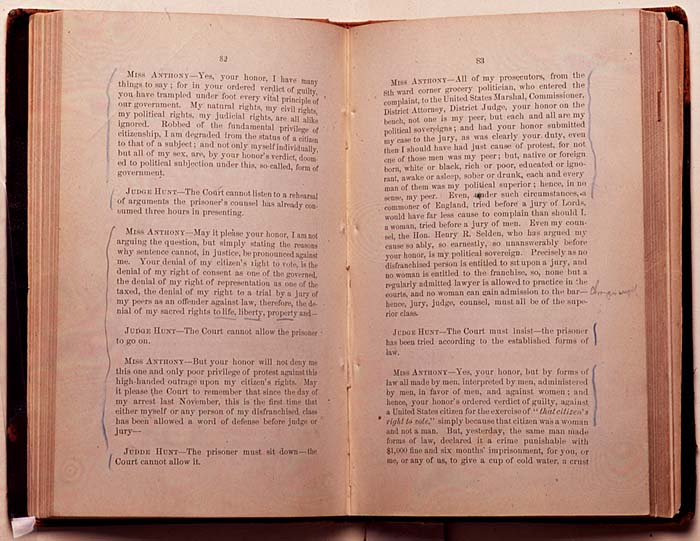 82
MISS ANTHONY—Yes, your honor, I have many
things to say; for in your ordered verdict of guilty,
you have trampled under foot every vital principle of
our government. My natural rights, my civil rights,
my political rights, my judicial rights, are all alike
ignored. Robbed of the fundamental privilege of
citizenship, I am degraded from the status of a citizen
to that of a subject; and not only myself individually,
but all of my sex, are, by your honor's verdict, doom-
ed to political subjection under this, so-called, form of
government.
JUDGE HUNT—The Court cannot listen to a rehearsal
of arguments the prisoner's counsel has already con-
sumed three hours in presenting.
MISS ANTHONY—May it please your honor, I am not
arguing the question, but simply stating the reasons
why sentence cannot, in justice, be pronounced against
me. Your denial of my citizen's right to vote, is the
denial of my right of consent as one of the governed,
the denial of my right of representation as one of the
taxed, the denial of my right to a trial by a jury of
my peers as an offender against law, therefore, the de-
nial of my sacred rights to life, liberty, property and—
JUDGE HUNT—The Court cannot allow the prisoner
to go on.
MISS ANTHONY—But your honor will not deny me
this one and only poor privilege of protest against this
high-handed outrage upon my citizen's rights. May
it please the Court to remember that since the day of
my arrest last November, this is the first time that
either myself or any person of my disfranchised class
has been allowed a word of defense before judge or
jury—
JUDGE HUNT—The prisoner must sit down—the
Court cannot allow it.
83
MISS ANTHONY—All of my prosecutors, from the
8th ward corner grocery politician, who entered the
complaint, to the United States Marshal, Commissioner,
District Attorney, District Judge, your honor on the
bench, not one is my peer, but each and all are my
political sovereigns; and had your honor submitted
my case to the jury, as was clearly your duty, even
then I should have had just cause of protest, for not
one of those men was my peer; but, native or foreign
born, white or black, rich or poor, educated or igno-
rant, awake or asleep, sober or drunk, each and every
man of them was my political superior; hence, in no
sense, my peer. Even, under such circumstances, a
commoner of England, tried before a jury of Lords,
would have far less cause to complain than should I,
a woman, tried before a jury of men. Even my coun-
sel, the Hon. Henry R. Selden, who has argued my
cause so ably, so earnestly, so unanswerably before
your honor, is my political sovereign. Precisely as no
disfranchised person is entitled to sit upon a jury, and
no woman is entitled to the franchise, so, none but a
regularly admitted lawyer is allowed to practice in the
courts, and no woman can gain admission to the bar—
hence, jury, judge, counsel, must all be of the supe-
rior class.
JUDGE HUNT—The Court must insist—the prisoner
has been tried according to the established forms of
law.
MISS ANTHONY—Yes, your honor, but by forms of
law all made by men, interpreted by men, administered
by men, in favor of men, and against women; and
hence, your honor's ordered verdict of guilty, against
a United States citizen for the exercise of "that citizen's
right to vote," simply because that citizen was a woman
and not a man. But, yesterday, the same man made
forms of law, declared it a crime punishable with
$1,000 fine and six months' imprisonment, for you, or
me, or any of us, to give a cup of cold water, a crust